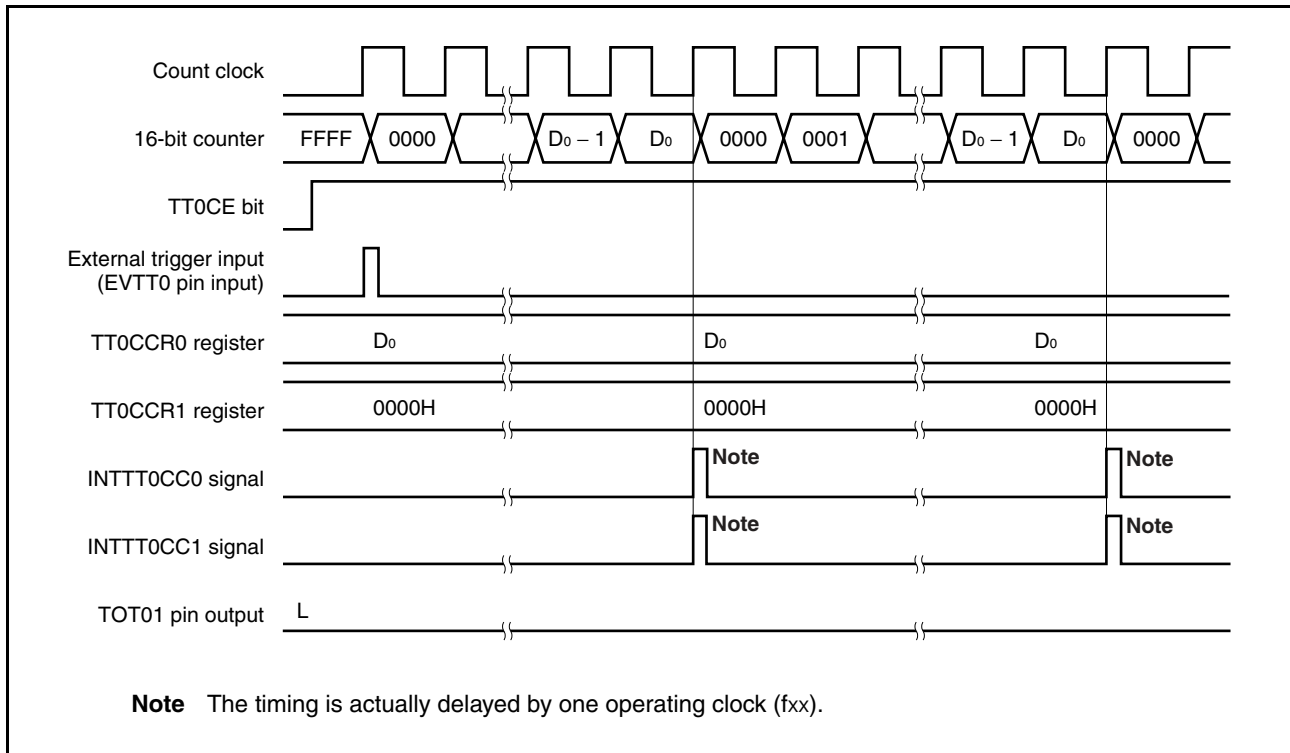 Count clock
16-bit counter FFFF 0000 D0 – 1 D0 0000 0001 D0 – 1 D0 0000
TT0CE bit
External trigger input
(EVTT0 pin input)
TT0CCR0 register D0 D0 D0
TT0CCR1 register 0000H 0000H 0000H
INTTT0CC0 signal Note Note
INTTT0CC1 signal Note Note
TOT01 pin output L
Note The timing is actually delayed by one operating clock (fxx).